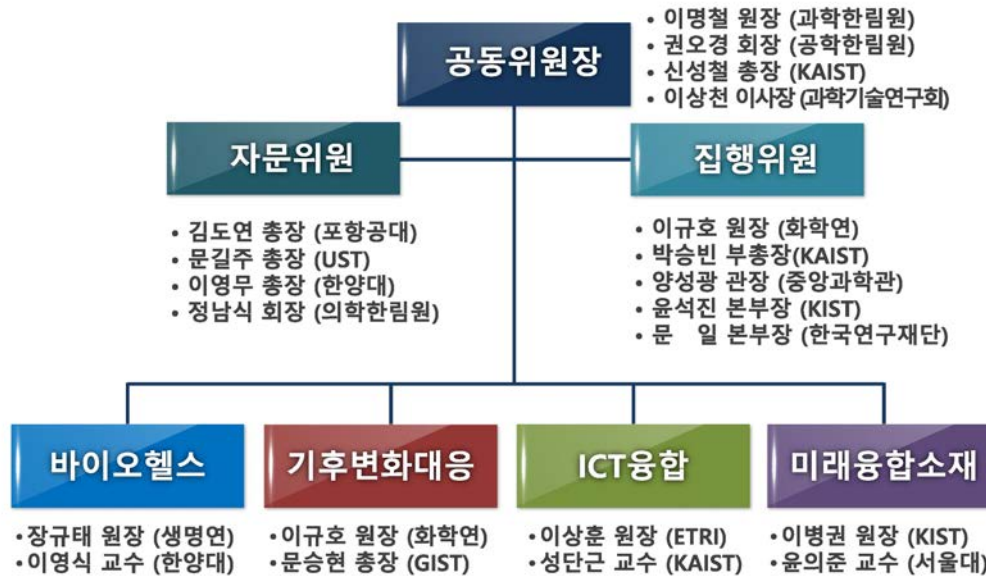 공동위원장
• 이명철 원장 (과학한림원)
• 권오경 회장 (공학한림원)
• 신성철 총장 (KAIST)
• 이상천 이사장 (과학기술연구회)
자문위원
• 김도연 총장 (포항공대)
• 문길주 총장 (UST)
• 이영무 총장 (한양대)
• 정남식 회장 (의학한림원)
집행위원
• 이규호 원장 (화학연)
• 박승빈 부총장(KAIST)
• 양성광 관장 (중앙과학관)
• 윤석진 본부장 (KIST)
• 문 일 본부장 (한국연구재단)
바이오헬스
• 장규태 원장 (생명연)
• 이영식 교수 (한양대)
기후변화대응
• 이규호 원장 (화학연)
• 문승현 총장 (GIST)
ICT융합
• 이상훈 원장 (ETRI)
• 성단근 교수 (KAIST)
미래융합소재
• 이병권 원장 (KIST)
• 윤의준 교수 (서울대)